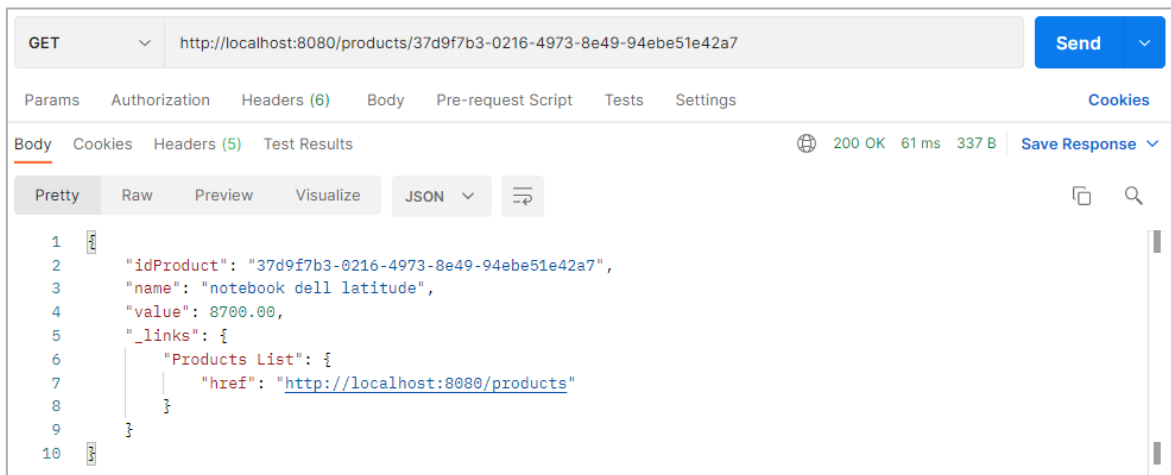 GET http://localhost:8080/products/37d9f7b3-0216-4973-8e49-94ebe51e42a7 Send
Params Authorization Headers (6) Body Pre-request Script Tests Settings Cookies
Body Cookies Headers (5) Test Results 200 OK 61 ms 337 B Save Response
Pretty Raw Preview Visualize JSON
1 {
2 "idProduct": "37d9f7b3-0216-4973-8e49-94ebe51e42a7",
3 "name": "notebook dell latitude",
4 "value": 8700.00,
5 "_links": {
6 "Products List": {
7 "href": "http://localhost:8080/products"
8 }
9 }
10 }